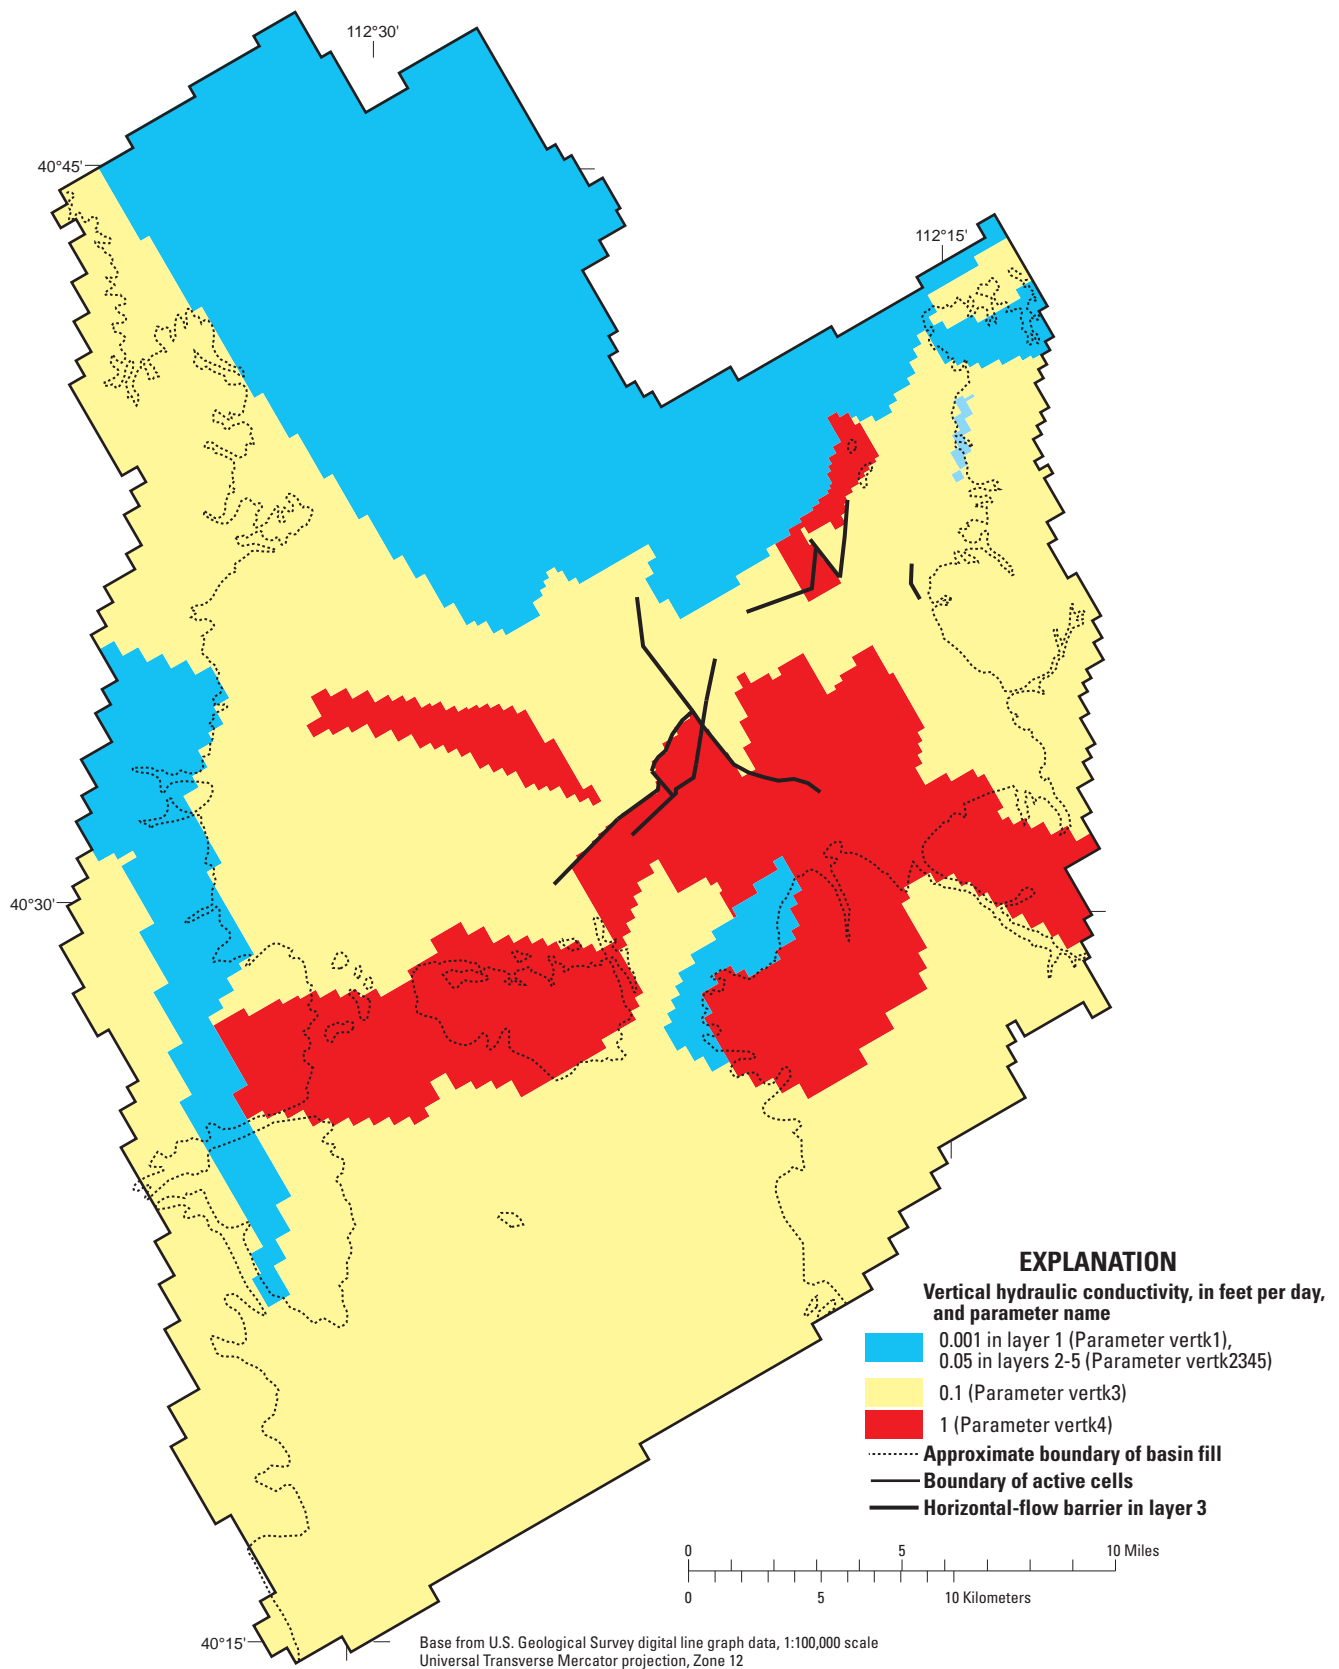 112°30'
40°45'
112°15'
40°30'
EXPLANATION
Vertical hydraulic conductivity, in feet per day,
and parameter name
0.001 in layer 1 (Parameter vertk1),
0.05 in layers 2-5 (Parameter vertk2345)
0.1 (Parameter vertk3)
1 (Parameter vertk4)
Approximate boundary of basin fill
Boundary of active cells
Horizontal-flow barrier in layer 3
0 5 10 Miles
0 5 10 Kilometers
40°15'
Base from U.S. Geological Survey digital line graph data, 1:100,000 scale
Universal Transverse Mercator projection, Zone 12